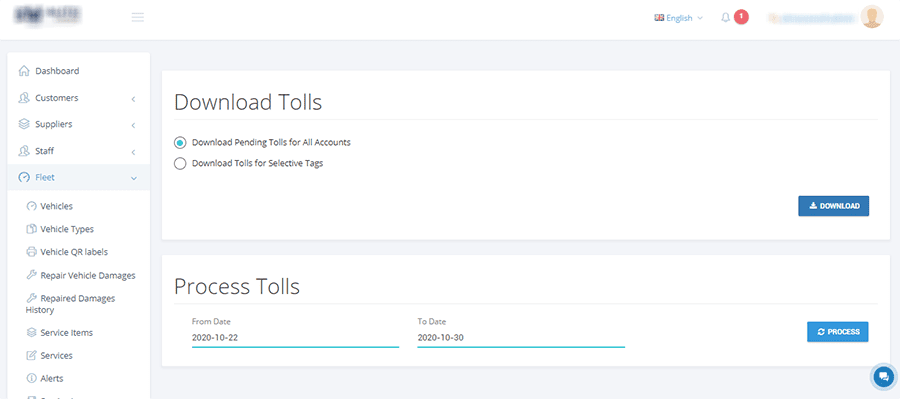 English
1
Dashboard
Customers
Suppliers
Staff
Fleet
Vehicles
Vehicle Types
Vehicle QR labels
Repair Vehicle Damages
Repaired Damages
History
Service Items
Services
Alerts
Download Tolls
Download Pending Tolls for All Accounts
Download Tolls for Selective Tags
DOWNLOAD
Process Tolls
From Date To Date
2020-10-22 2020-10-30
PROCESS